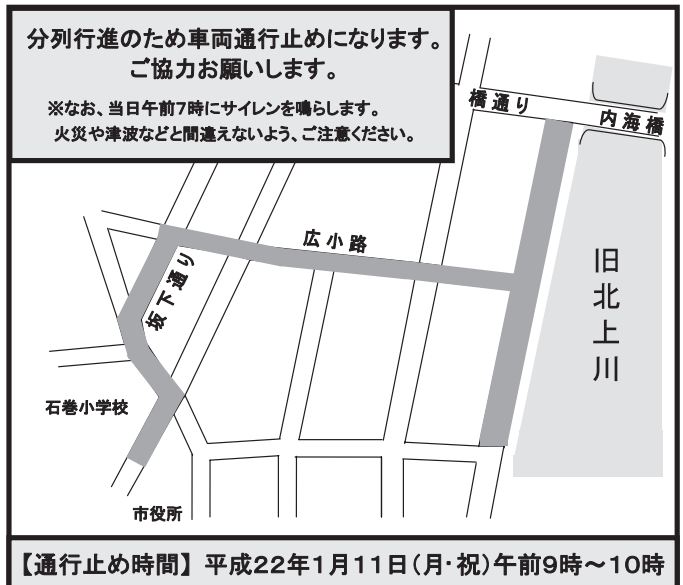 分列行進のため車両通行止めになります。
ご協力お願いします。
※なお、当日午前7時にサイレンを鳴らします。
火災や津波などと間違えないよう、ご注意ください。
橋通り
内海橋
広小路
坂下通り
旧北上川
石巻小学校
市役所
【通行止め時間】平成22年1月11日(月・祝)午前9時～10時